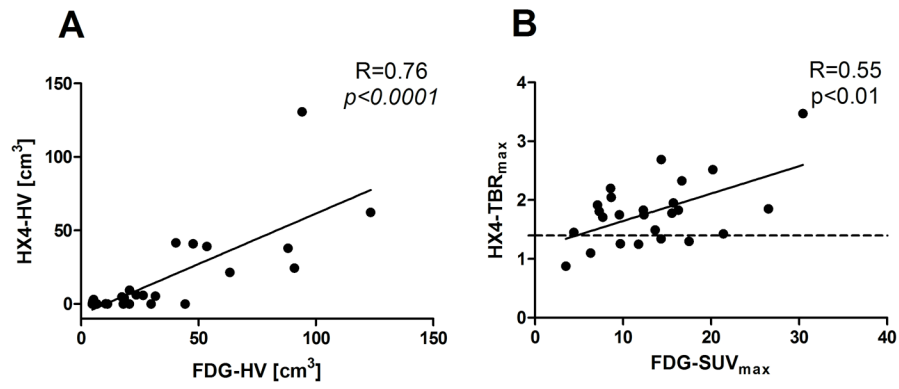 A
R=0.76
p<0.0001
HX4-HV [cm³]
150
100
50
0
0
50
100
150
FDG-HV [cm³]
B
R=0.55
p<0.01
HX4-TBRmax
4
3
2
1
0
0
10
20
30
40
FDG-SUVmax